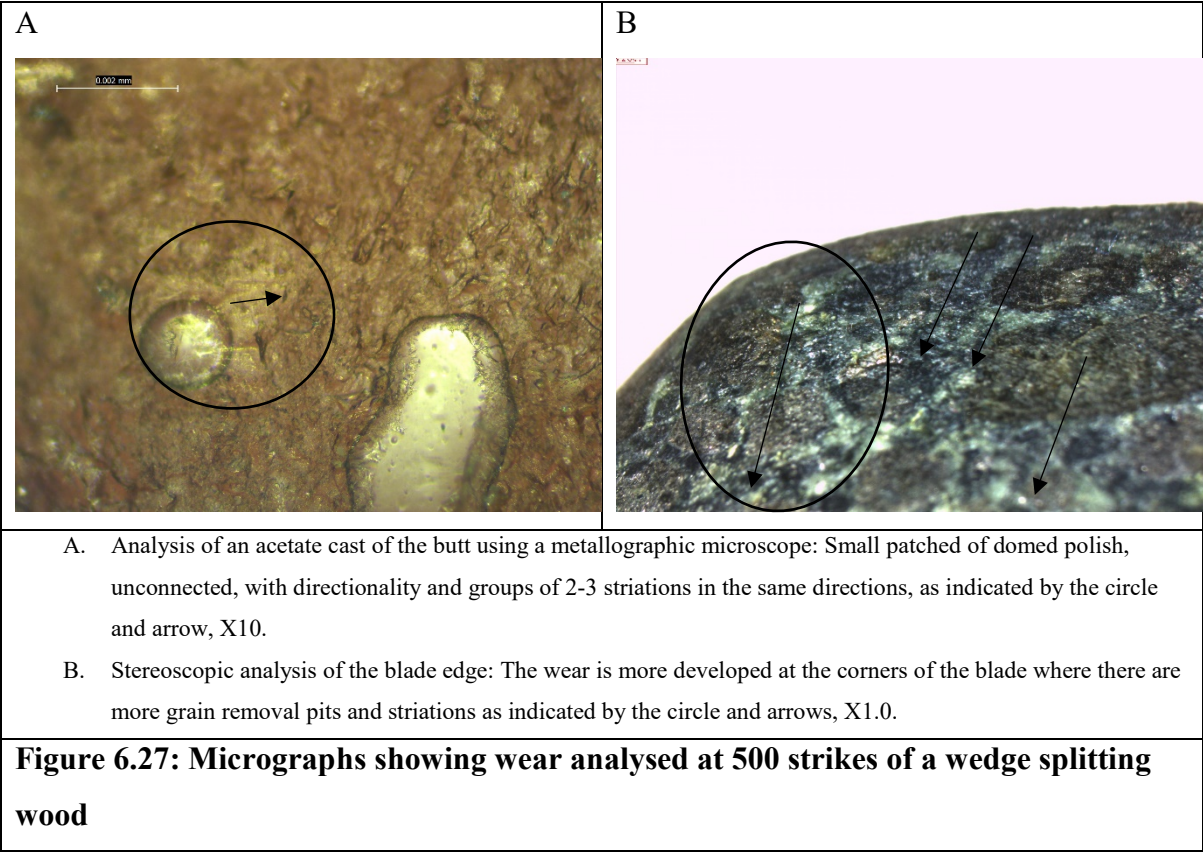 A
B
0.002 mm
A. Analysis of an acetate cast of the butt using a metallographic microscope: Small patched of domed polish,
unconnected, with directionality and groups of 2-3 striations in the same directions, as indicated by the circle
and arrow, X10.
B. Stereoscopic analysis of the blade edge: The wear is more developed at the corners of the blade where there are
more grain removal pits and striations as indicated by the circle and arrows, X1.0.
Figure 6.27: Micrographs showing wear analysed at 500 strikes of a wedge splitting
wood